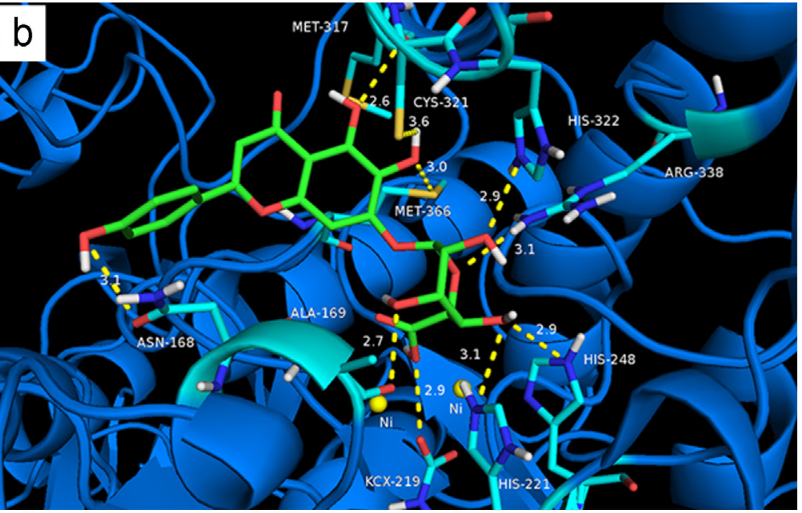 b
MET-317
2.6
CYS-321
3.6
HIS-322
3.0
ARG-338
2.9
MET-366
3.1
3.1
ALA-169
ASN-168
2.7
3.1
2.9
HIS-248
2.9
Ni
Ni
KCX-219
HIS-221